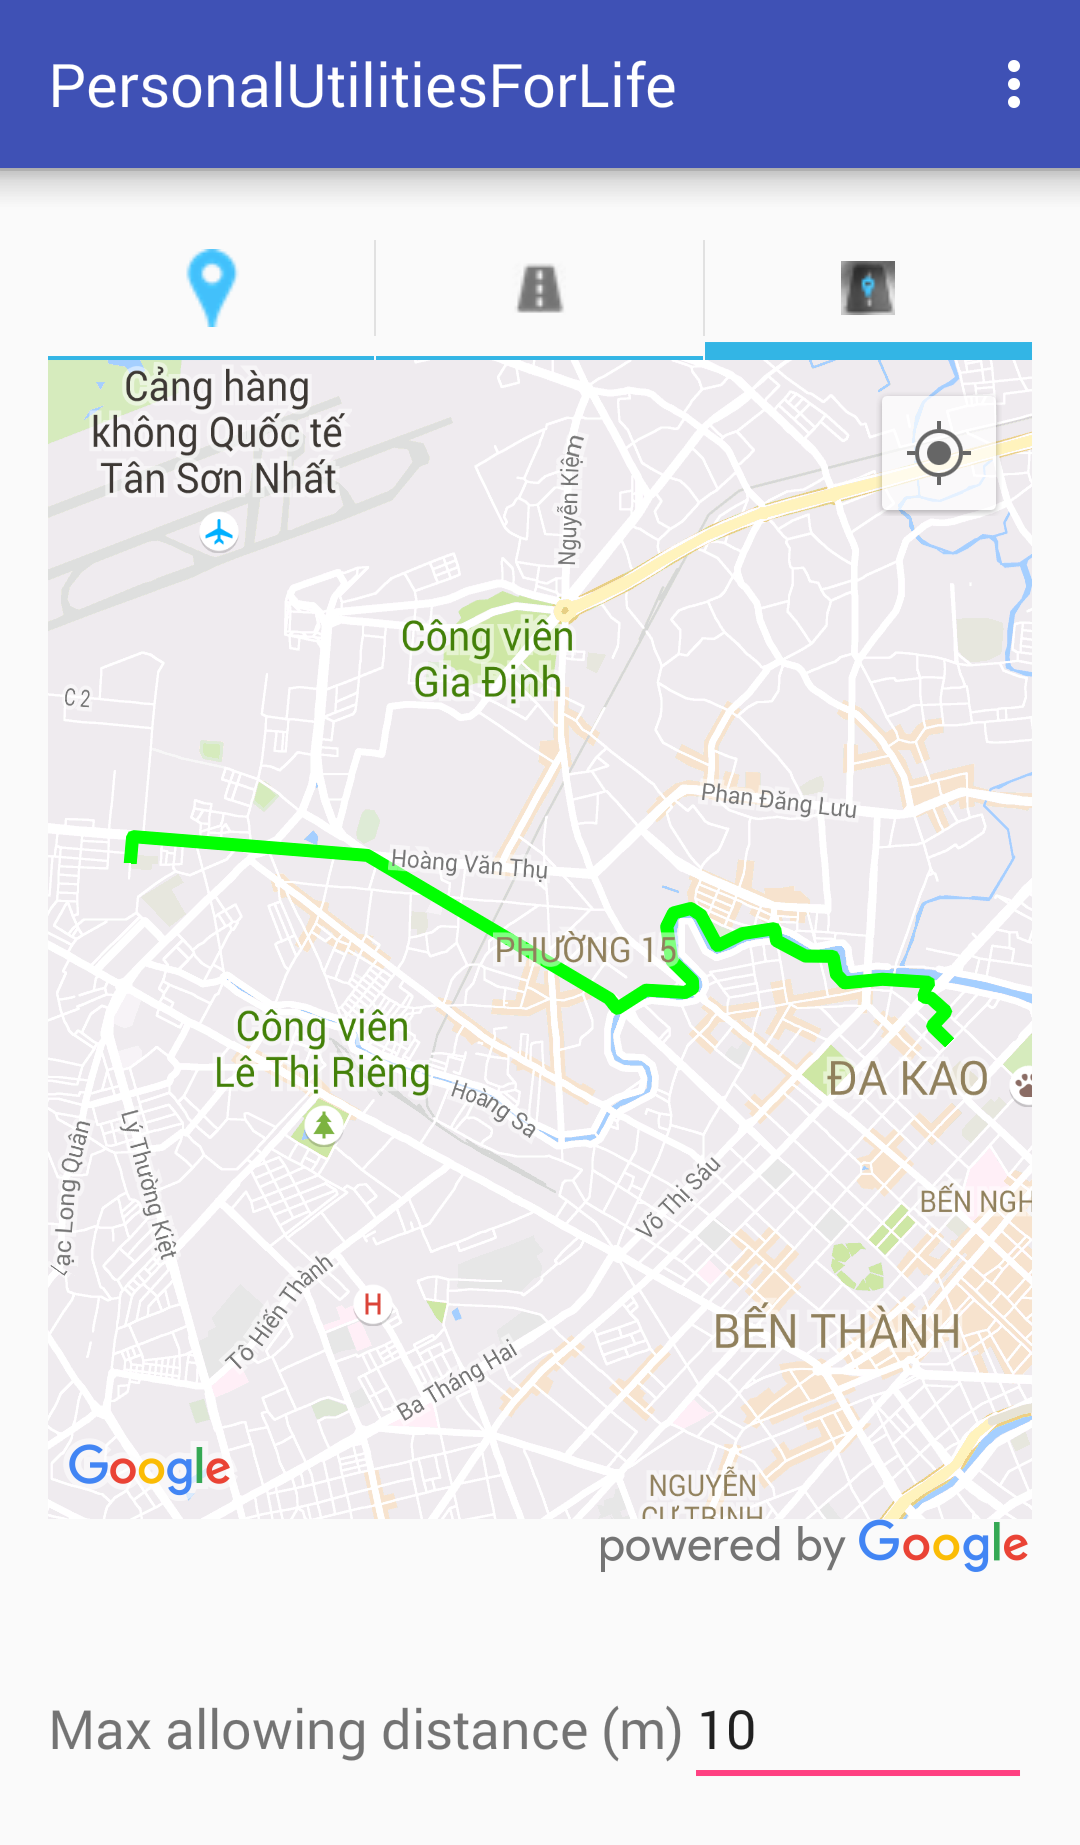 PersonalUtilitiesForLife
Cảng hàng
không Quốc tế
Tân Sơn Nhất
Nguyễn Kiệm
Công viên
Gia Định
C 2
Phan Đăng Lưu
Hoàng Văn Thụ
PHƯỜNG 15
Công viên
Lê Thị Riêng
ĐA KAO
Hoàng Sa
Lý Thường Kiệt
Lạc Long Quân
Võ Thị Sáu
BẾN NGH
Tô Hiến Thành
H
BẾN THÀNH
Ba Tháng Hai
Google
NGUYỄN
CƯ TRINH
powered by Google
Max allowing distance (m) 10